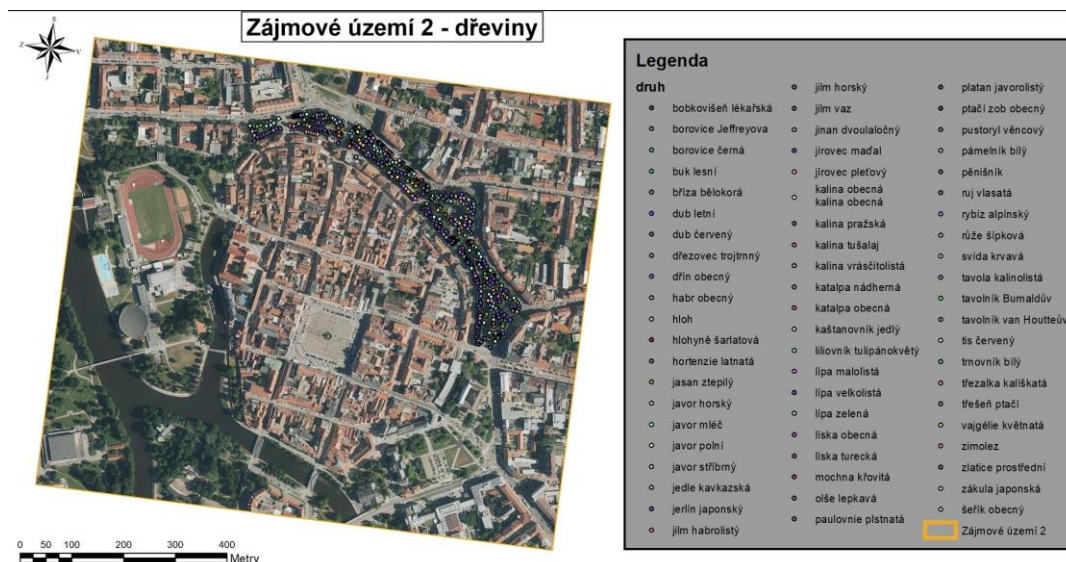 Zájmové území 2 - dřeviny
S
Z
V
J
Legenda
druh
bobkovišeň lékařská
borovice Jeffreyova
borovice černá
buk lesní
bříza bělokorá
dub letní
dub červený
dřezovec trojtrnný
dřín obecný
habr obecný
hloh
hlohyně šarlatová
hortenzie latnatá
jasan ztepilý
javor horský
javor mléč
javor polní
javor stříbrný
jedle kavkazská
jerlín japonský
jilm habrolistý
jilm horský
jilm vaz
jinan dvoulaločný
jírovec maďal
jírovec pleťový
kalina obecná
kalina obecná
kalina pražská
kalina tušalaj
kalina vrásčitolistá
katalpa nádherná
katalpa obecná
kaštanovník jedlý
liliovník tulipánokvětý
lípa malolistá
lípa velkolistá
lípa zelená
líska obecná
líska turecká
mochna křovitá
olše lepkavá
paulovnie plstnatá
platan javorolistý
ptačí zob obecný
pustoryl věncový
pámelník bílý
pěnišník
ruj vlasatá
rybíz alpínský
růže šípková
svída krvavá
tavola kalinolistá
tavolník Bumaldův
tavolník van Houtteův
tis červený
trnovník bílý
třezalka kalíškatá
třešeň ptačí
vajgélie květnatá
zimolez
zlatice prostřední
zákula japonská
šeřík obecný
Zájmové území 2
0 50 100 200 300 400
Metry